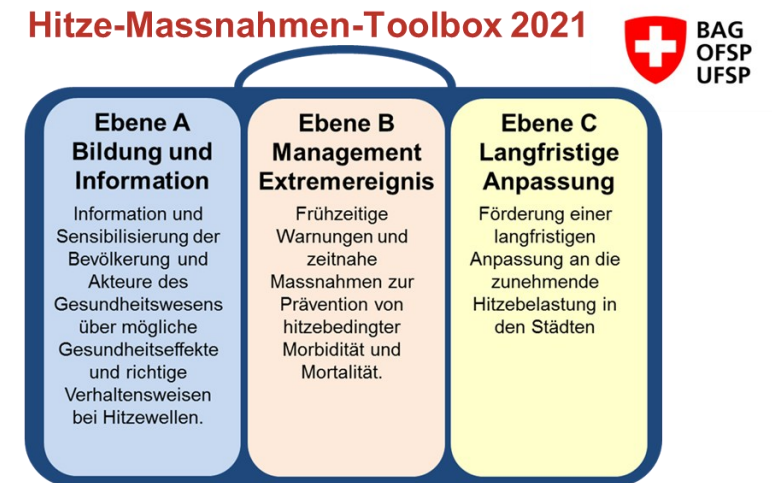 Hitze-Massnahmen-Toolbox 2021
BAG
OFSP
UFSP
Ebene A
Bildung und
Information
Information und
Sensibilisierung der
Bevölkerung und
Akteure des
Gesundheitswesens
über mögliche
Gesundheitseffekte
und richtige
Verhaltensweisen
bei Hitzewellen.
Ebene B
Management
Extremereignis
Frühzeitige
Warnungen und
zeitnahe
Massnahmen zur
Prävention von
hitzebedingter
Morbidität und
Mortalität.
Ebene C
Langfristige
Anpassung
Förderung einer
langfristigen
Anpassung an die
zunehmende
Hitzebelastung in
den Städten